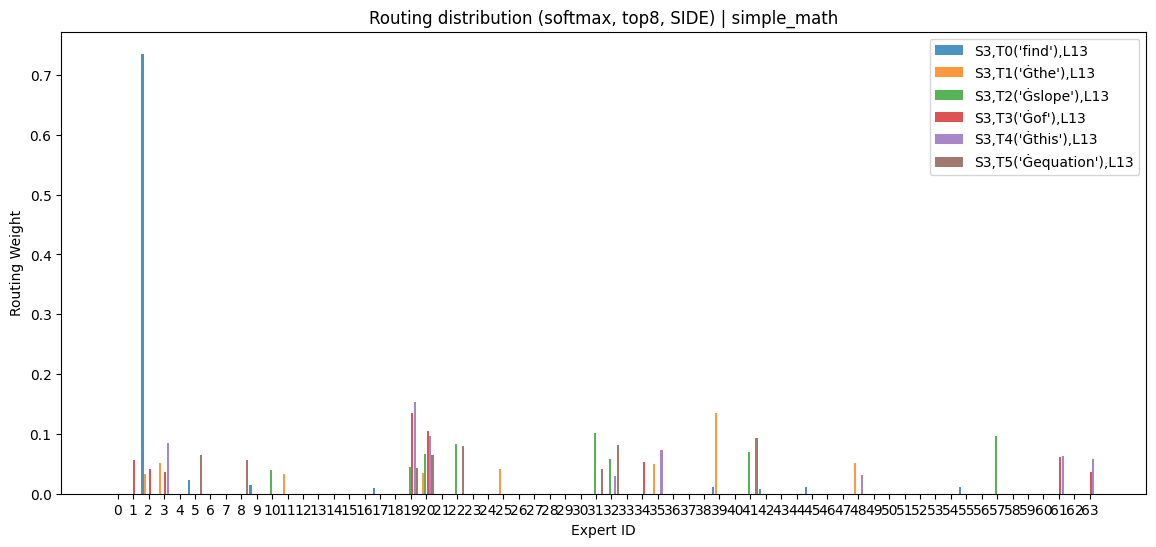 Routing distribution (softmax, top8, SIDE) | simple_math
S3,T0('find'),L13
S3,T1('Ġthe'),L13
S3,T2('Ġslope'),L13
S3,T3('Ġof'),L13
S3,T4('Ġthis'),L13
S3,T5('Ġequation'),L13
0.7
0.6
0.5
0.4
0.3
0.2
0.1
0.0
Routing Weight
0 1 2 3 4 5 6 7 8 9 10 11 12 13 14 15 16 17 18 19 20 21 22 23 24 25 26 27 28 29 30 31 32 33 34 35 36 37 38 39 40 41 42 43 44 45 46 47 48 49 50 51 52 53 54 55 56 57 58 59 60 61 62 63
Expert ID